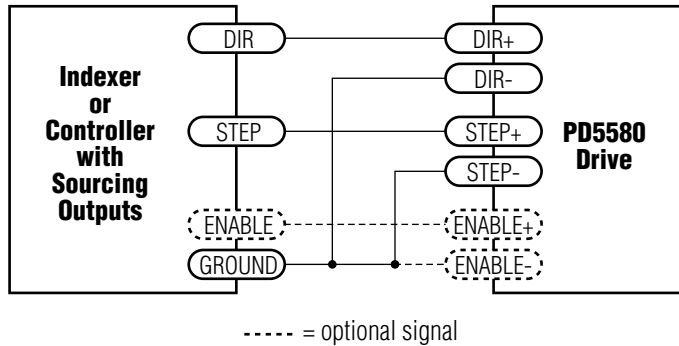 DIR
DIR+
DIR-
Indexer
or
Controller
with
Sourcing
Outputs
STEP
STEP+
STEP-
PD5580
Drive
ENABLE
ENABLE+
GROUND
ENABLE-
= optional signal